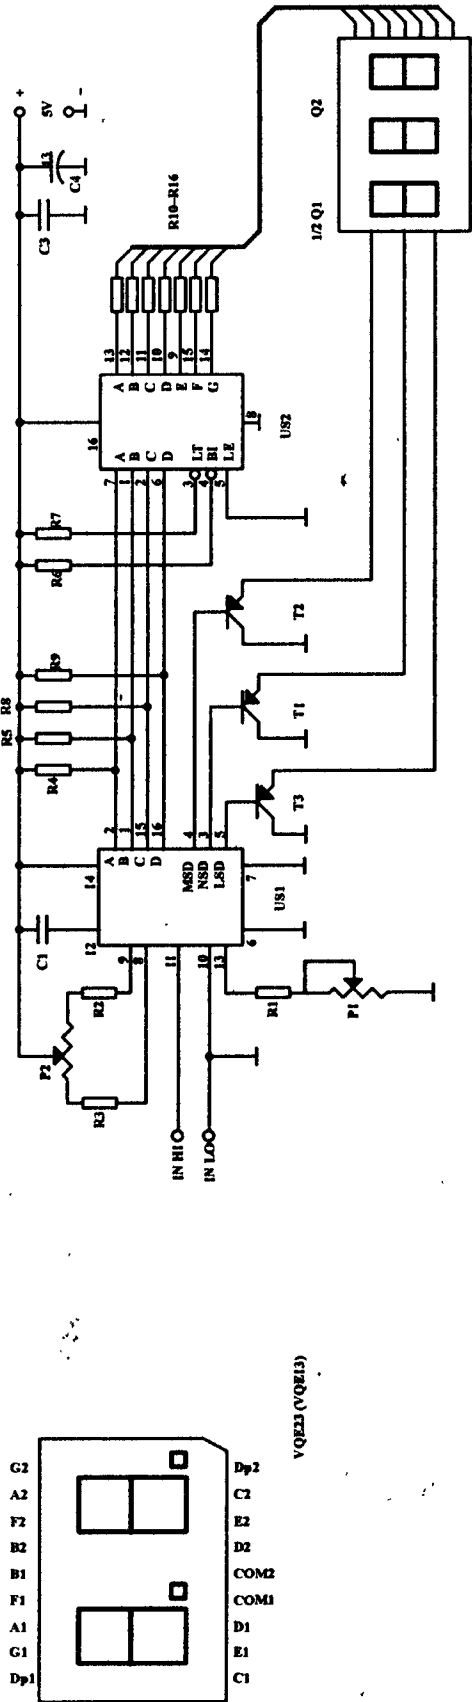 +
5V
-
C3
43
C4
R10-R16
13
12
11
10
9
15
14
A
B
C
D
E
F
G
16
A
B
C
D
LT
BI
LE
7
1
2
6
3
4
5
8
US2
R7
R6
R9
R8
R5
R4
1/2 Q1
Q2
T2
T1
T3
2
1
15
16
4
3
5
A
B
C
D
MSD
NSD
LSD
14
12
9
8
11
10
13
6
7
US1
C1
P2
R2
R3
IN HI
IN LO
R1
P1
G2
A2
F2
B2
B1
F1
A1
G1
Dp1
Dp2
C2
E2
D2
COM2
COM1
D1
E1
C1
VQE23 (VQE13)